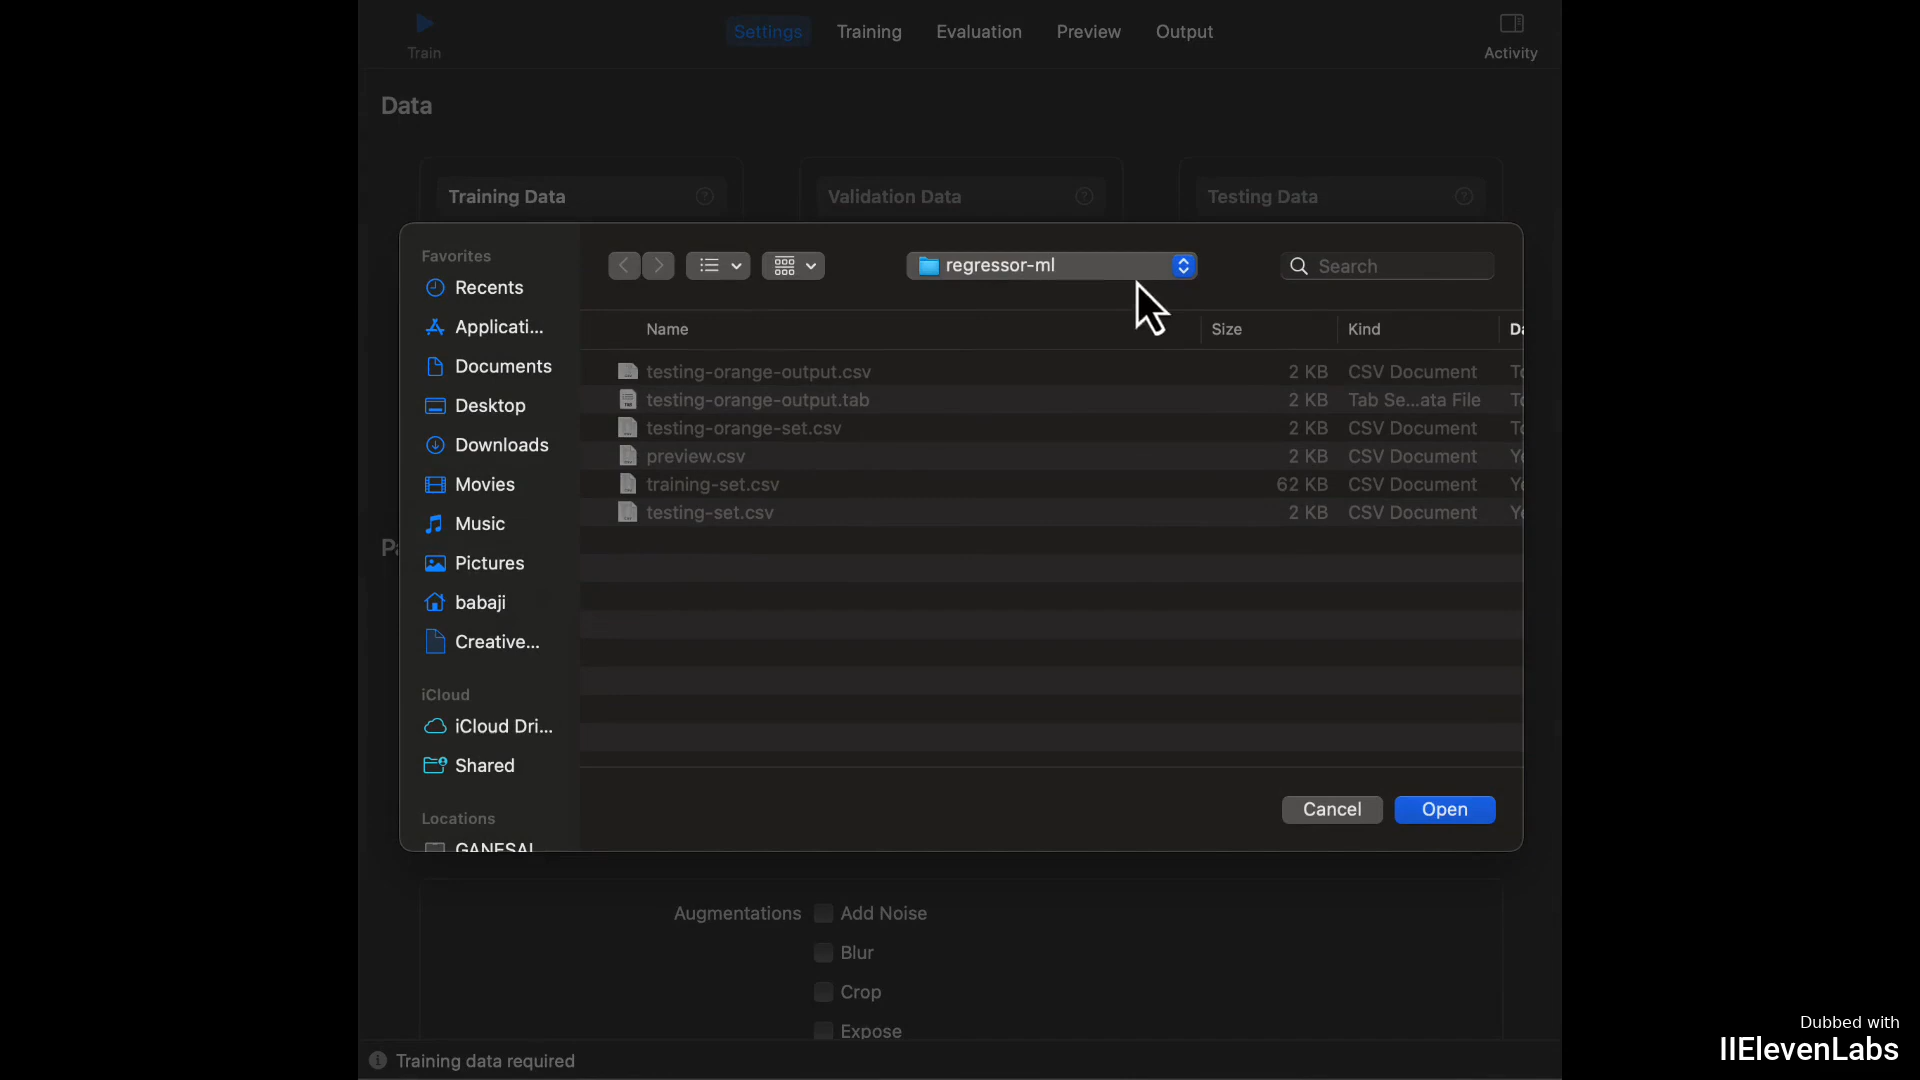 Settings Training Evaluation Preview Output
Train
Activity
Data
Training Data
Validation Data
Testing Data
Favorites
Recents
Applicati...
Documents
Desktop
Downloads
Movies
Music
Pictures
babaji
Creative...
iCloud
iCloud Dri...
Shared
Locations
regressor-ml
Search
Name Size Kind
testing-orange-output.csv 2 KB CSV Document
testing-orange-output.tab 2 KB Tab Se...ata File
testing-orange-set.csv 2 KB CSV Document
preview.csv 2 KB CSV Document
training-set.csv 62 KB CSV Document
testing-set.csv 2 KB CSV Document
Cancel Open
Augmentations Add Noise
Blur
Crop
Expose
Training data required
Dubbed with
IIElevenLabs